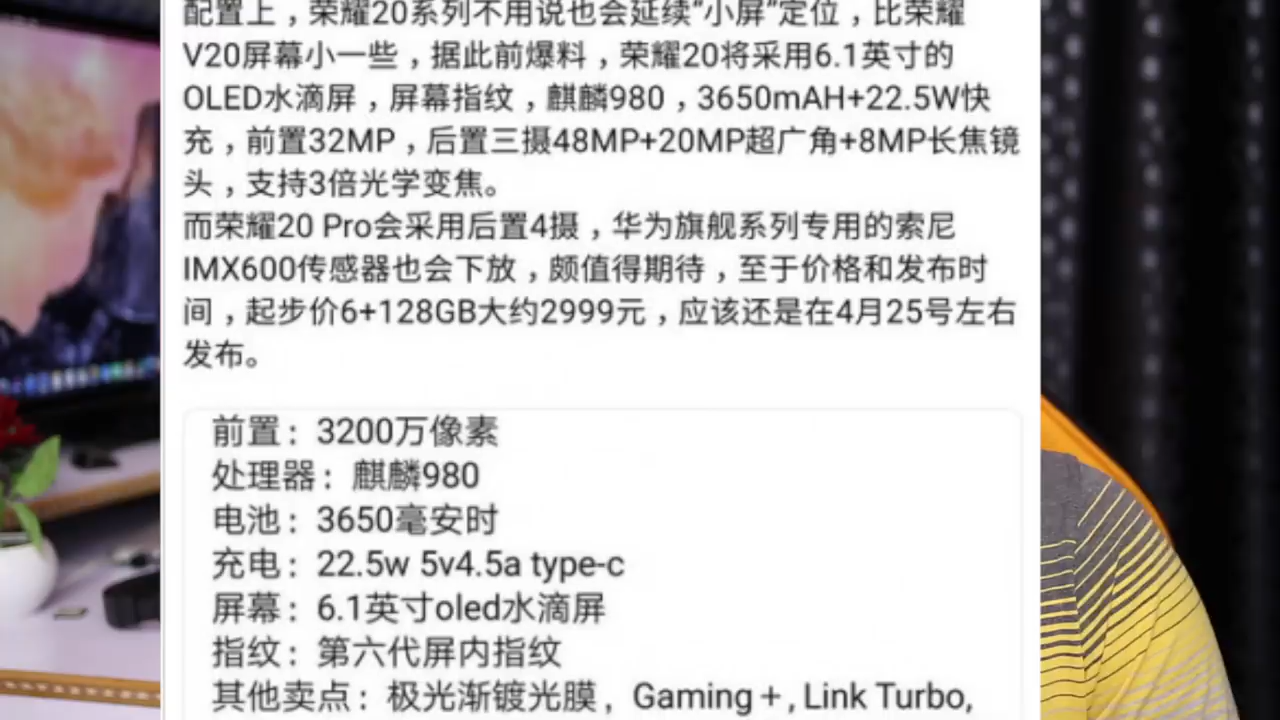 配置上，荣耀20系列不用说也会延续“小屏”定位，比荣耀
V20屏幕小一些，据此前爆料，荣耀20将采用6.1英寸的
OLED水滴屏，屏幕指纹，麒麟980，3650mAH+22.5W快
充，前置32MP，后置三摄48MP+20MP超广角+8MP长焦镜
头，支持3倍光学变焦。
而荣耀20 Pro会采用后置4摄，华为旗舰系列专用的索尼
IMX600传感器也会下放，颇值得期待，至于价格和发布时
间，起步价6+128GB大约2999元，应该还是在4月25号左右
发布。
前置：3200万像素
处理器：麒麟980
电池：3650毫安时
充电：22.5w 5v4.5a type-c
屏幕：6.1英寸oled水滴屏
指纹：第六代屏内指纹
其他卖点：极光渐镀光膜，Gaming+, Link Turbo,